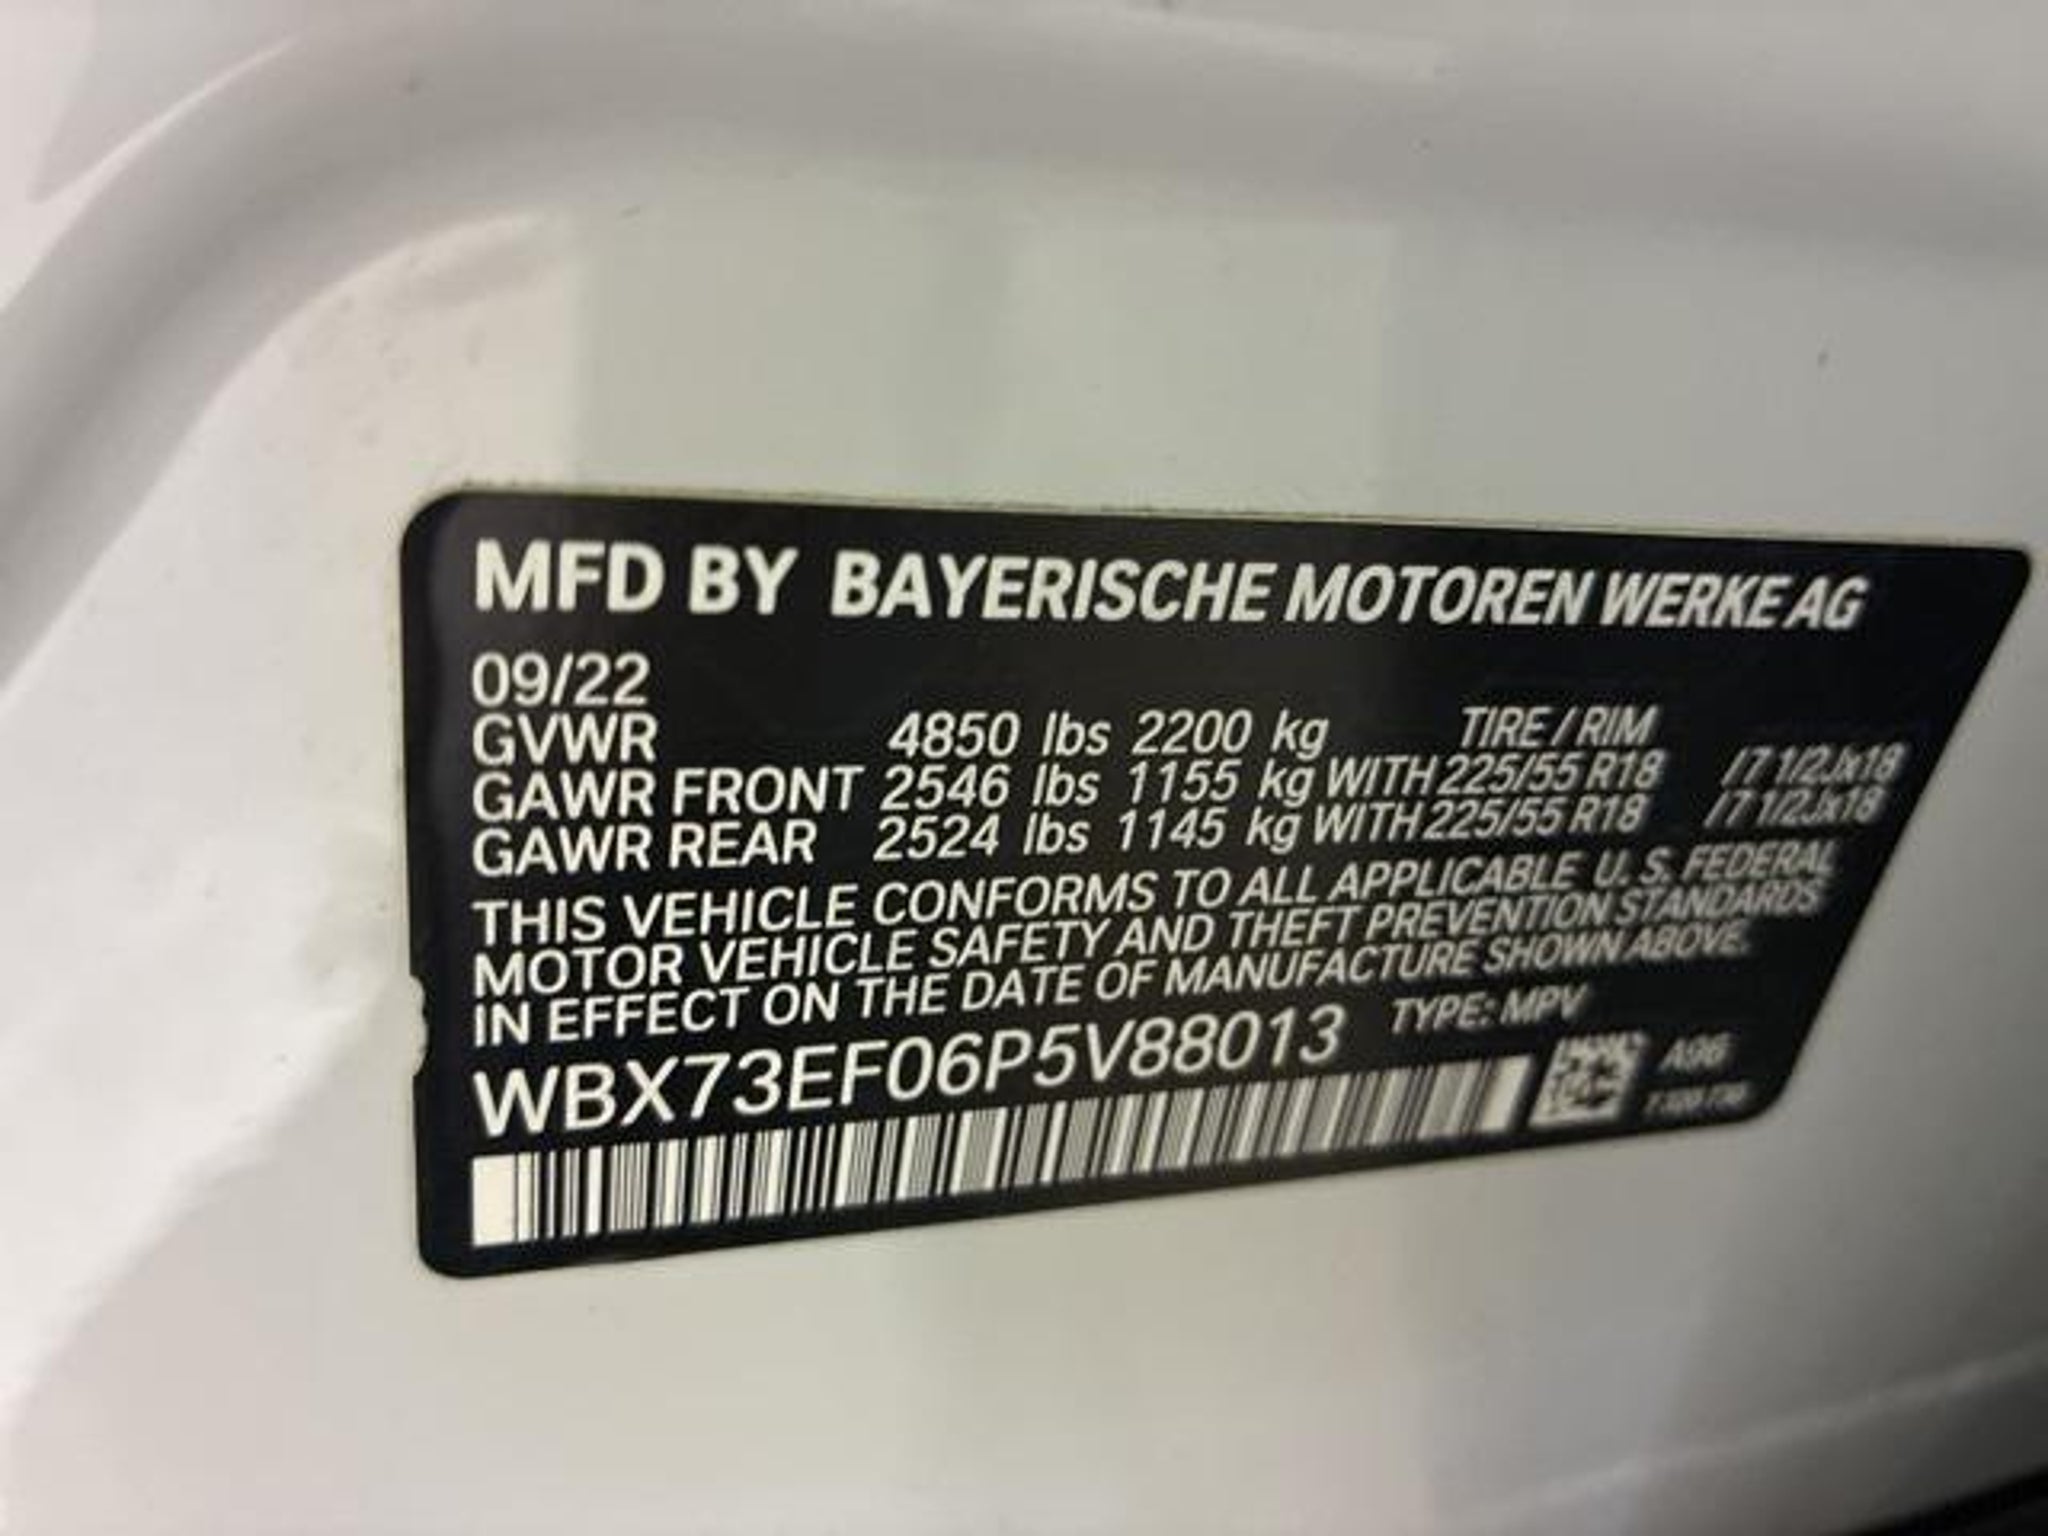 MFD BY BAYERISCHE MOTOREN WERKE AG
09/22
GVWR 4850 lbs 2200 kg TIRE / RIM
GAWR FRONT 2546 lbs 1155 kg WITH 225/55 R18 /7 1/2Jx18
GAWR REAR 2524 lbs 1145 kg WITH 225/55 R18 /7 1/2Jx18
THIS VEHICLE CONFORMS TO ALL APPLICABLE U. S. FEDERAL
MOTOR VEHICLE SAFETY AND THEFT PREVENTION STANDARDS
IN EFFECT ON THE DATE OF MANUFACTURE SHOWN ABOVE.
WBX73EF06P5V88013 TYPE: MPV
A96